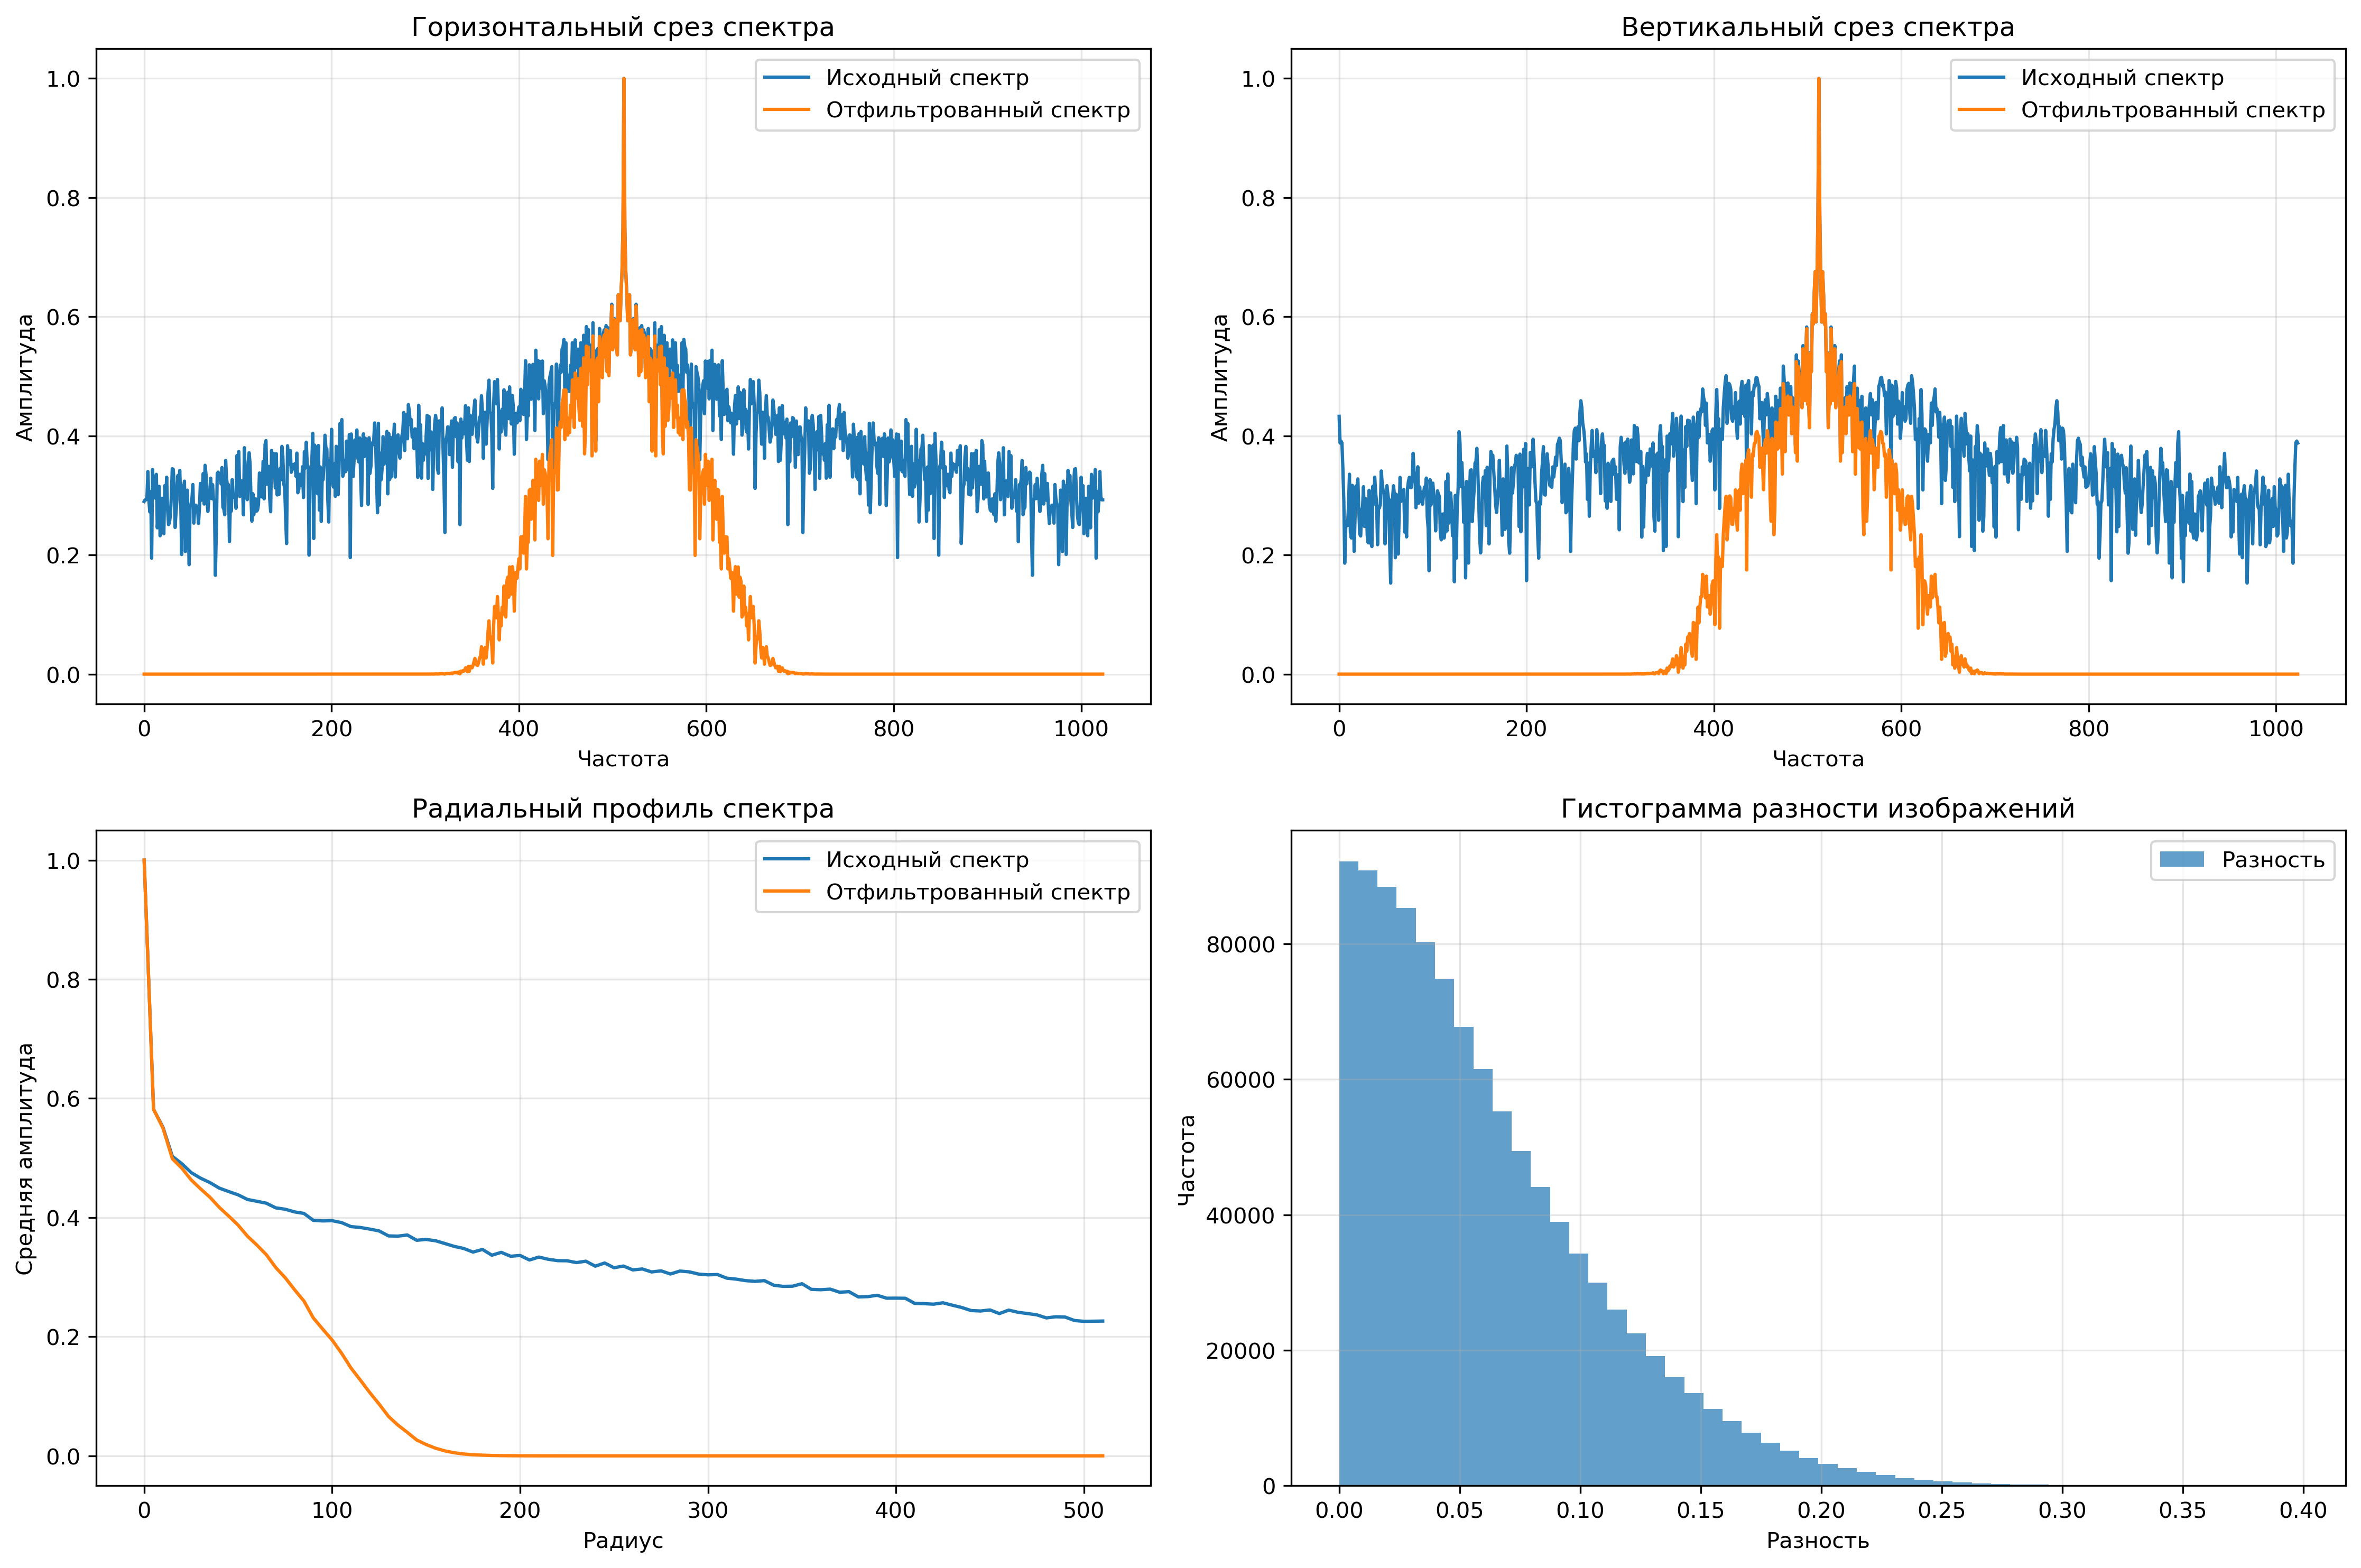 Горизонтальный срез спектра
Исходный спектр
Отфильтрованный спектр
Амплитуда
1.0
0.8
0.6
0.4
0.2
0.0
0 200 400 600 800 1000
Частота
Вертикальный срез спектра
Исходный спектр
Отфильтрованный спектр
Амплитуда
1.0
0.8
0.6
0.4
0.2
0.0
0 200 400 600 800 1000
Частота
Радиальный профиль спектра
Исходный спектр
Отфильтрованный спектр
Средняя амплитуда
1.0
0.8
0.6
0.4
0.2
0.0
0 100 200 300 400 500
Радиус
Гистограмма разности изображений
Разность
Частота
80000
60000
40000
20000
0
0.00 0.05 0.10 0.15 0.20 0.25 0.30 0.35 0.40
Разность